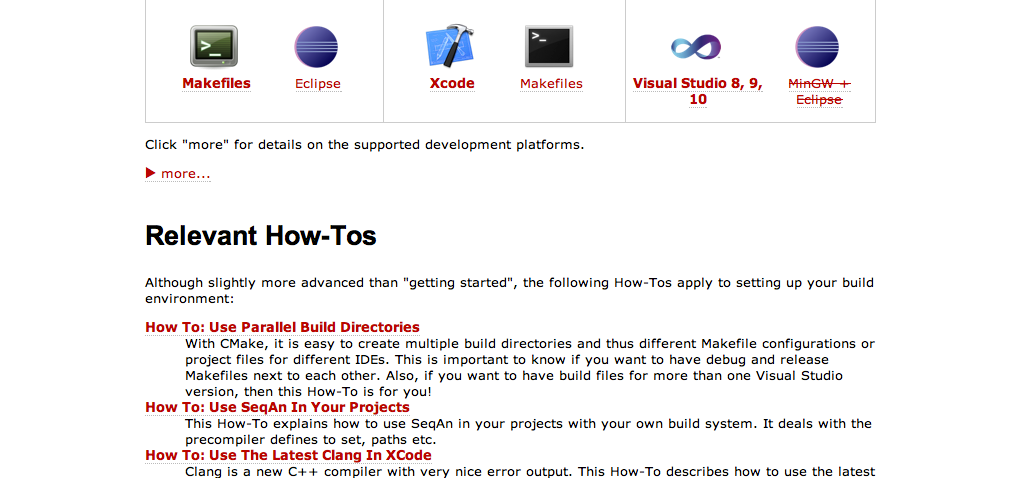 Makefiles Eclipse Xcode Makefiles Visual Studio 8, 9, MinGW +
10 Eclipse
Click "more" for details on the supported development platforms.
more...
Relevant How-Tos
Although slightly more advanced than "getting started", the following How-Tos apply to setting up your build
environment:
How To: Use Parallel Build Directories
With CMake, it is easy to create multiple build directories and thus different Makefile configurations or
project files for different IDEs. This is important to know if you want to have debug and release
Makefiles next to each other. Also, if you want to have build files for more than one Visual Studio
version, then this How-To is for you!
How To: Use SeqAn In Your Projects
This How-To explains how to use SeqAn in your projects with your own build system. It deals with the
precompiler defines to set, paths etc.
How To: Use The Latest Clang In XCode
Clang is a new C++ compiler with very nice error output. This How-To describes how to use the latest